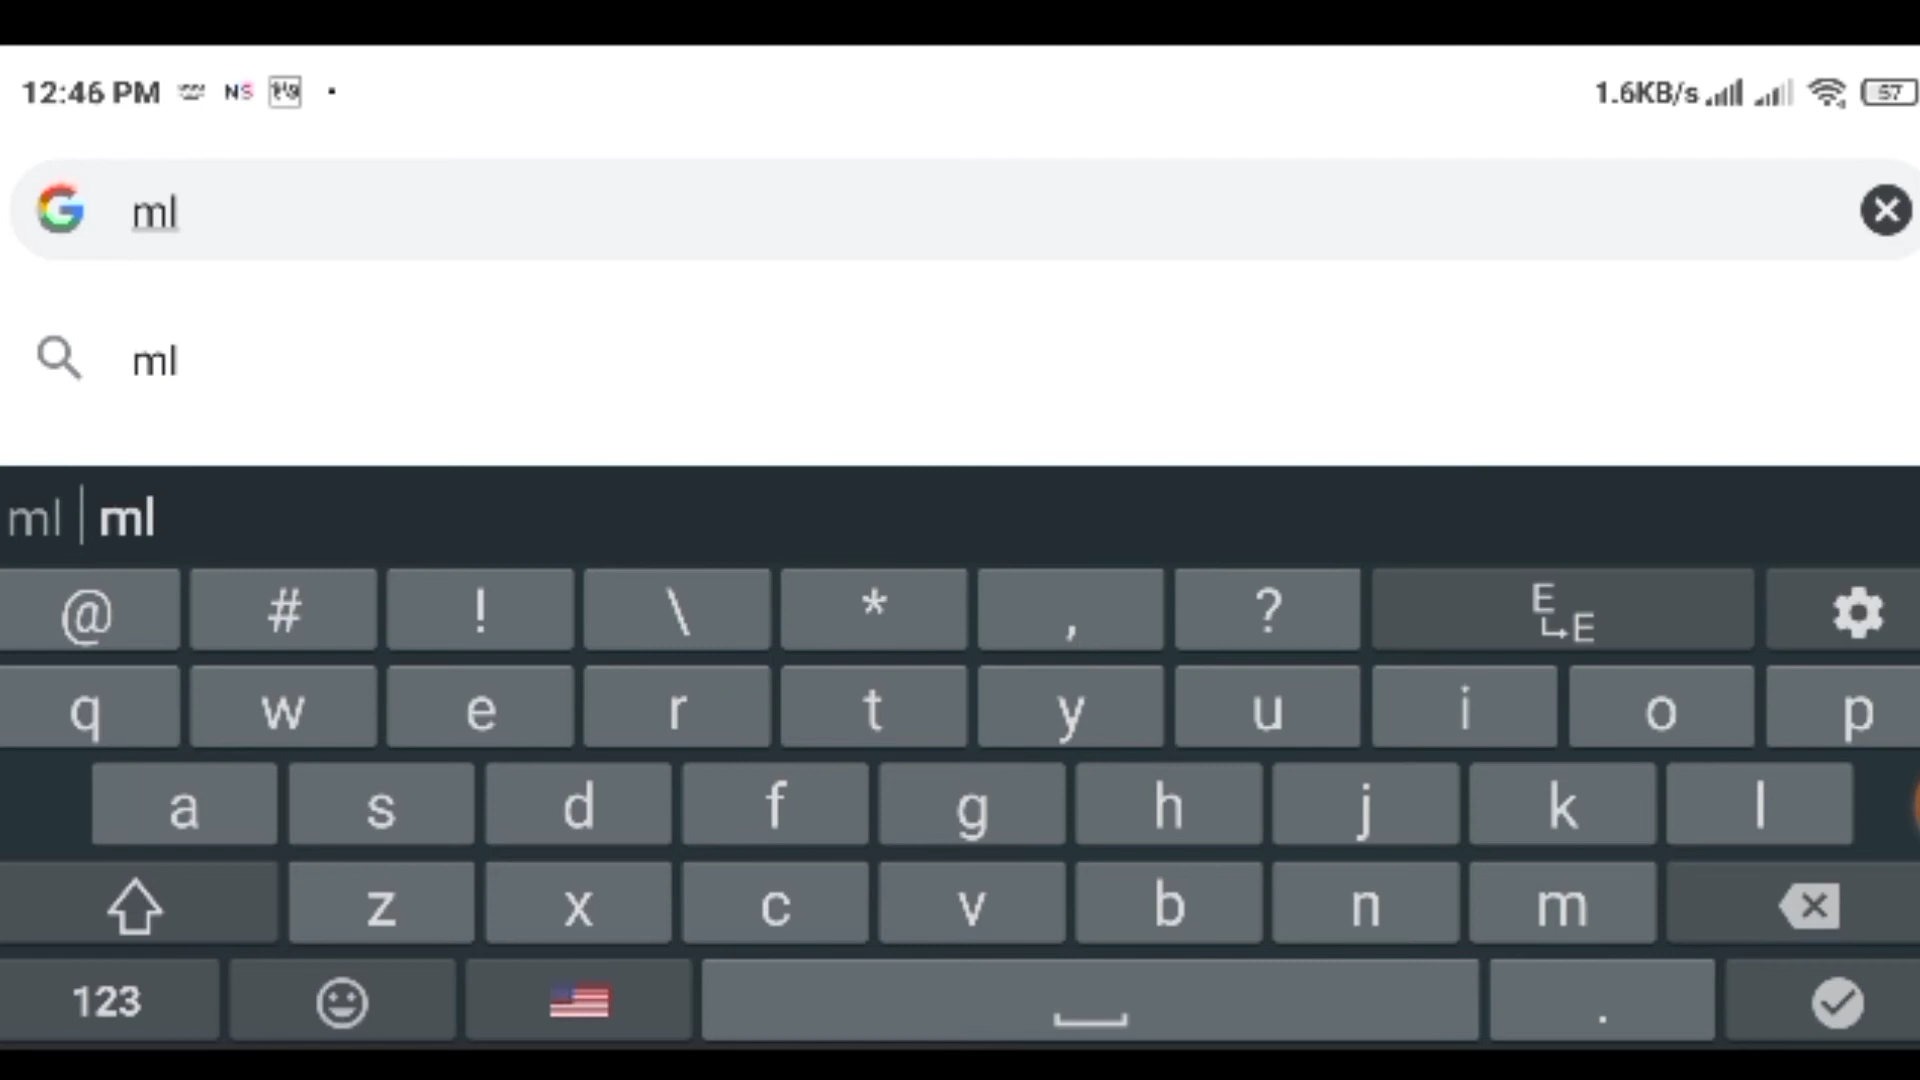 12:46 PM NS 1.6KB/s 57
ml
ml
ml ml
@ # ! \ * , ? E E
q w e r t y u i o p
a s d f g h j k l
z x c v b n m
123 .